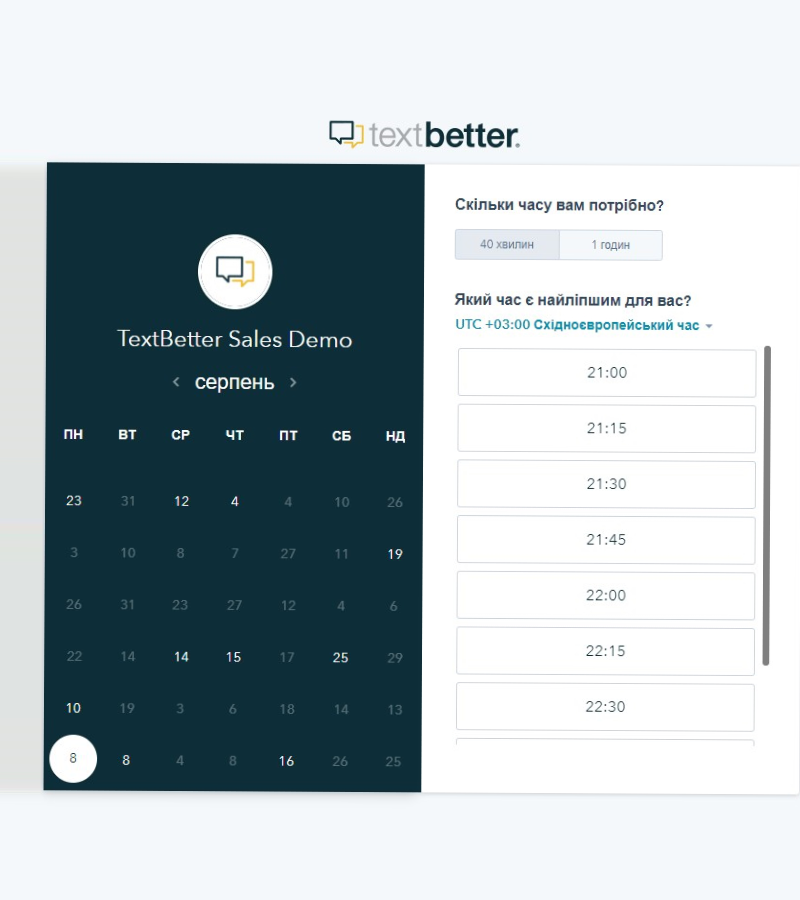 textbetter.
TextBetter Sales Demo
серпень
ПН ВТ СР ЧТ ПТ СБ НД
23 31 12 4 4 10 26
3 10 8 7 27 11 19
26 31 23 27 12 4 6
22 14 14 15 17 25 29
10 19 3 6 18 14 13
8 8 4 8 16 26 25
Скільки часу вам потрібно?
40 хвилин 1 годин
Який час є найліпшим для вас?
UTC +03:00 Східноєвропейський час
21:00
21:15
21:30
21:45
22:00
22:15
22:30